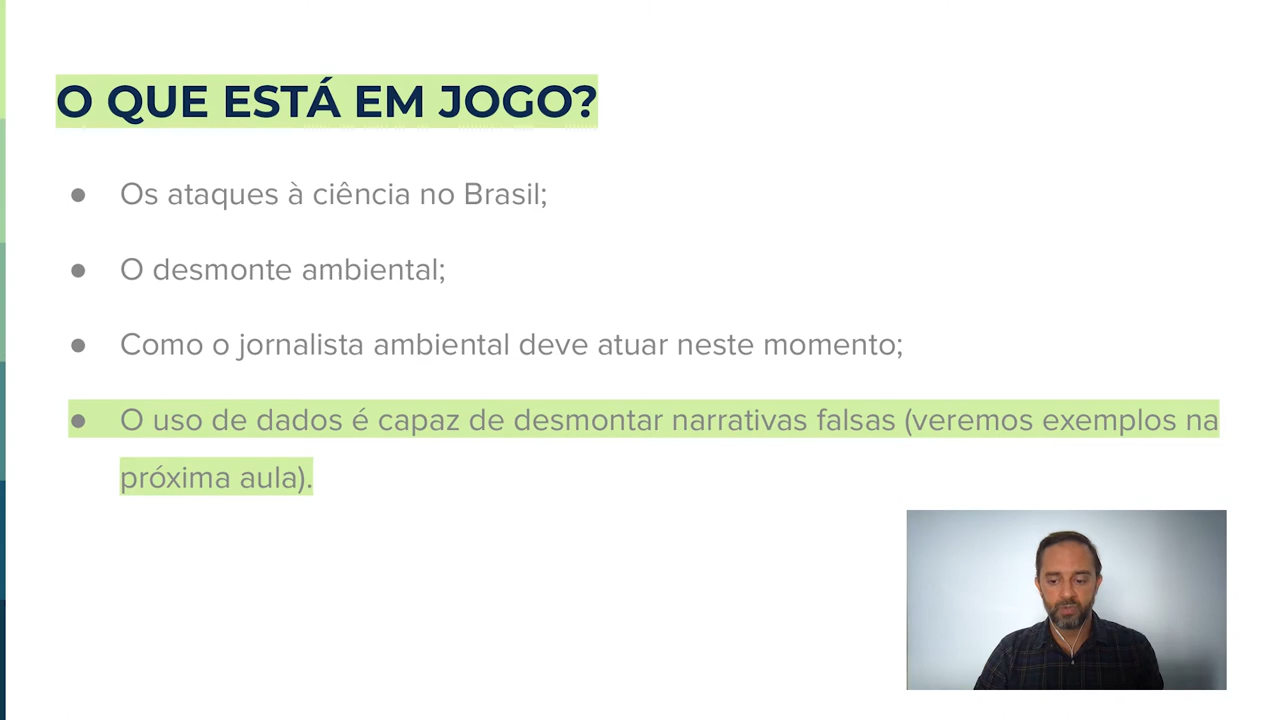 O QUE ESTÁ EM JOGO?
● Os ataques à ciência no Brasil;
● O desmonte ambiental;
● Como o jornalista ambiental deve atuar neste momento;
● O uso de dados é capaz de desmontar narrativas falsas (veremos exemplos na
próxima aula).